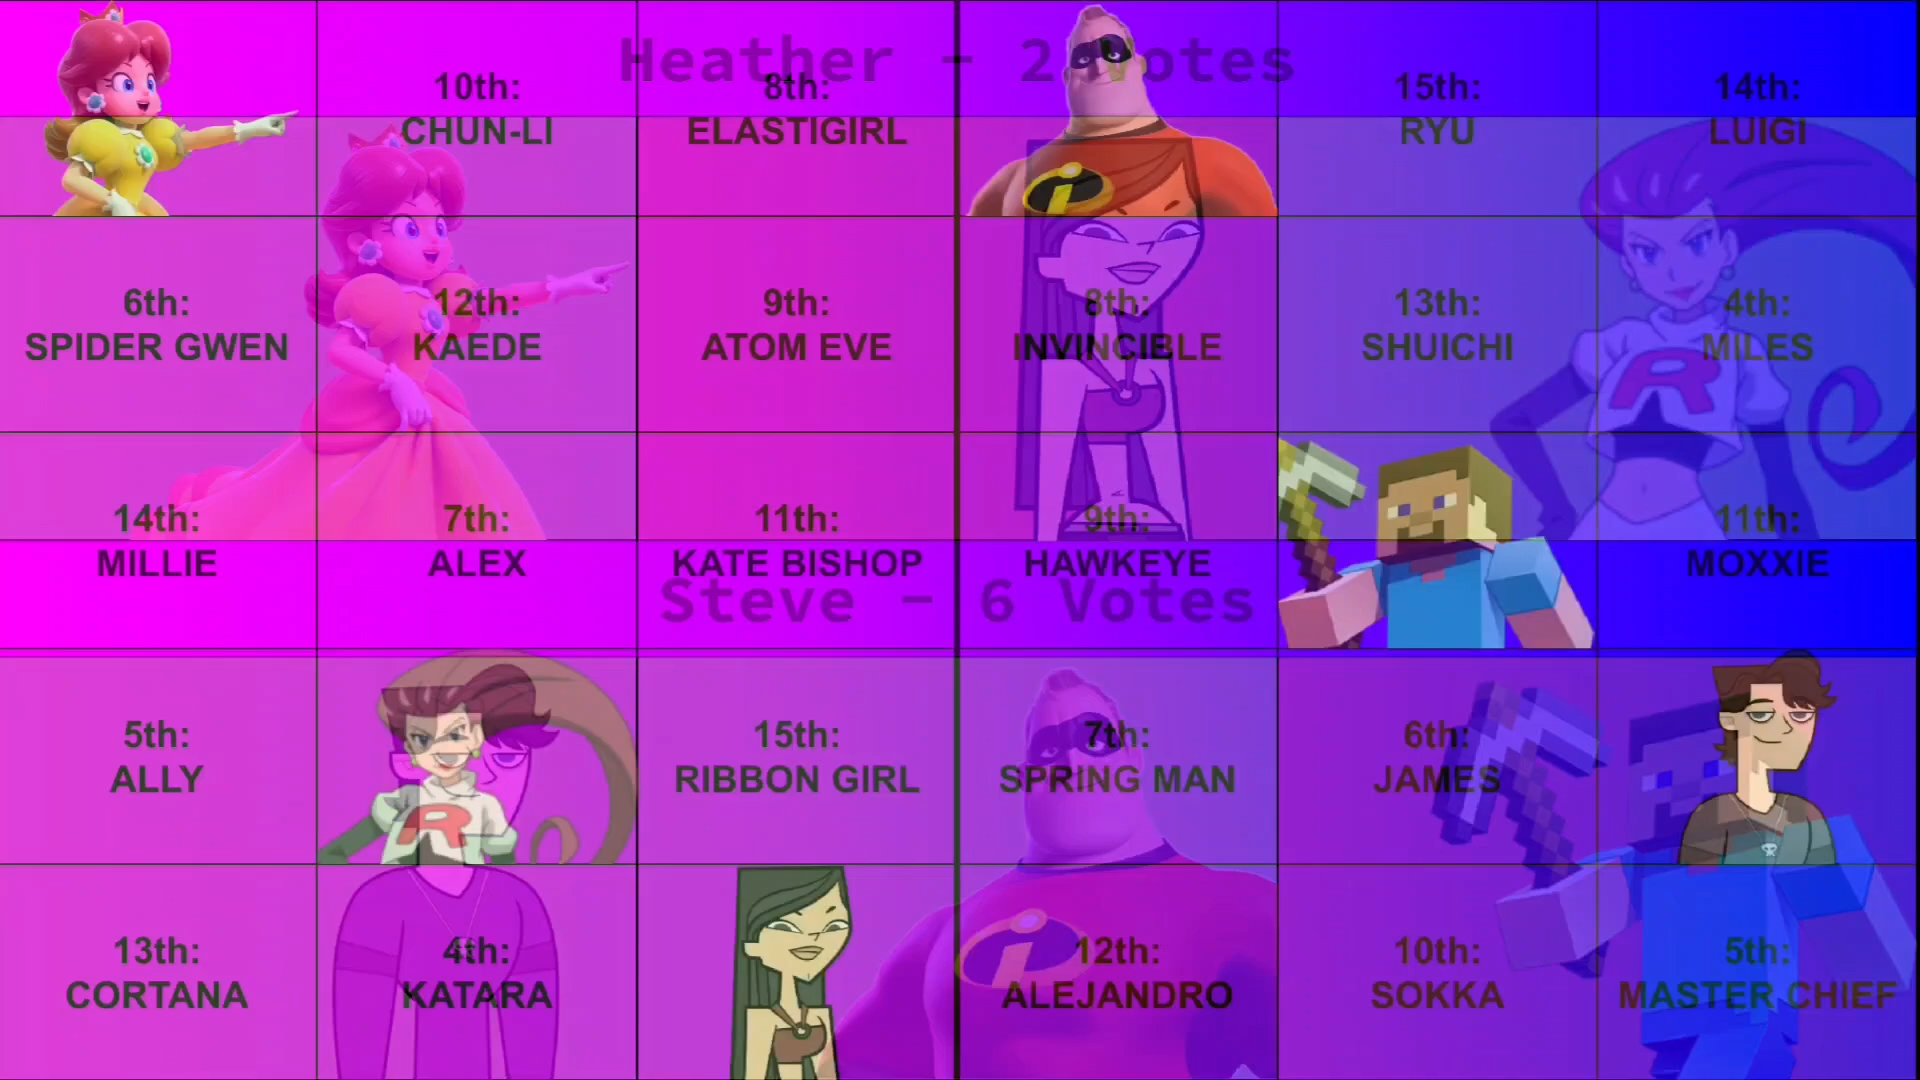 Heather - 2 Votes
10th:
CHUN-LI
8th:
ELASTIGIRL
15th:
RYU
14th:
LUIGI
6th:
SPIDER GWEN
12th:
KAEDE
9th:
ATOM EVE
8th:
INVINCIBLE
13th:
SHUICHI
4th:
MILES
14th:
MILLIE
7th:
ALEX
11th:
KATE BISHOP
9th:
HAWKEYE
11th:
MOXXIE
Steve - 6 Votes
5th:
ALLY
15th:
RIBBON GIRL
7th:
SPRING MAN
6th:
JAMES
13th:
CORTANA
4th:
KATARA
12th:
ALEJANDRO
10th:
SOKKA
5th:
MASTER CHIEF